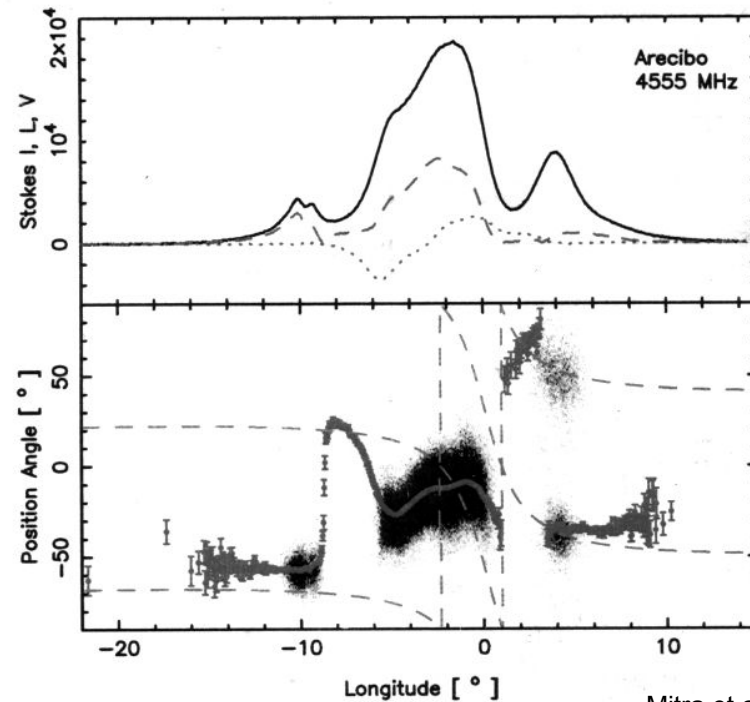 Arecibo
4555 MHz
Stokes I, L, V
0
10⁴
2×10⁴
Position Angle [ ° ]
50
0
−50
−20
−10
0
10
Longitude [ ° ]